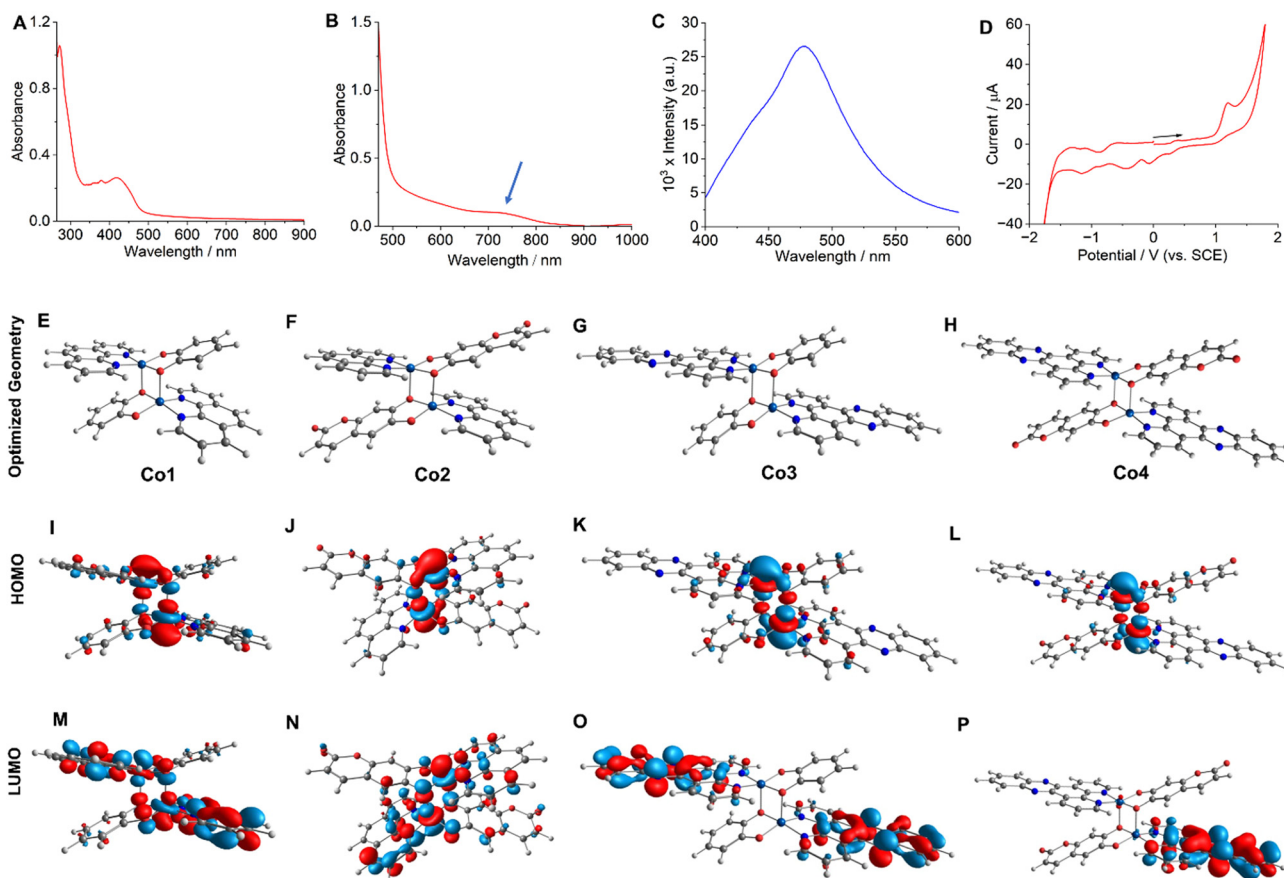 A
1.2
0.8
0.4
0.0
Absorbance
300 400 500 600 700 800 900
Wavelength / nm
B
1.5
1.0
0.5
0.0
Absorbance
500 600 700 800 900 1000
Wavelength / nm
C
30
25
20
15
10
5
0
10³ x Intensity (a.u.)
400 450 500 550 600
Wavelength / nm
D
60
40
20
0
−20
−40
Current / μA
−2 −1 0 1 2
Potential / V (vs. SCE)
Optimized Geometry
E
F
G
H
Co1
Co2
Co3
Co4
HOMO
I
J
K
L
LUMO
M
N
O
P